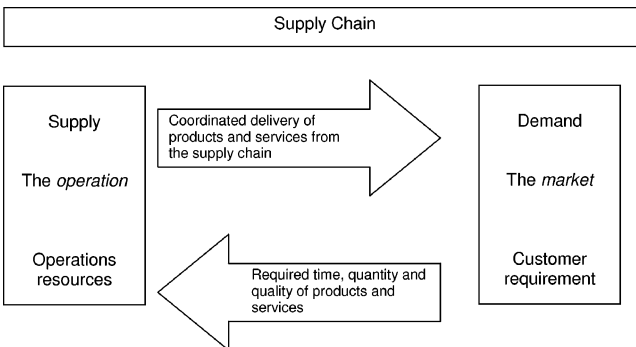 Supply Chain
Supply
The operation
Operations
resources
Coordinated delivery of
products and services from
the supply chain
Demand
The market
Customer
requirement
Required time, quantity and
quality of products and
services